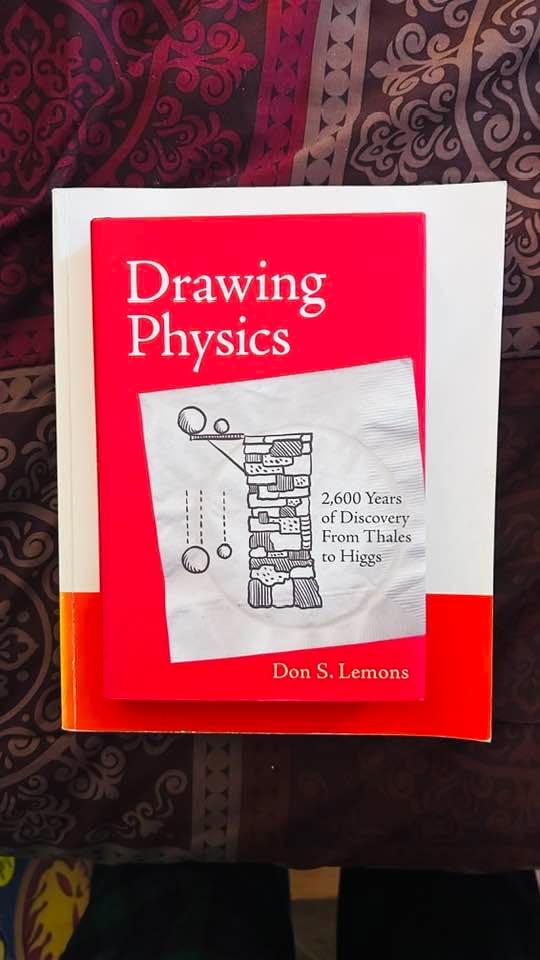 Drawing
Physics
2,600 Years
of Discovery
From Thales
to Higgs
Don S. Lemons